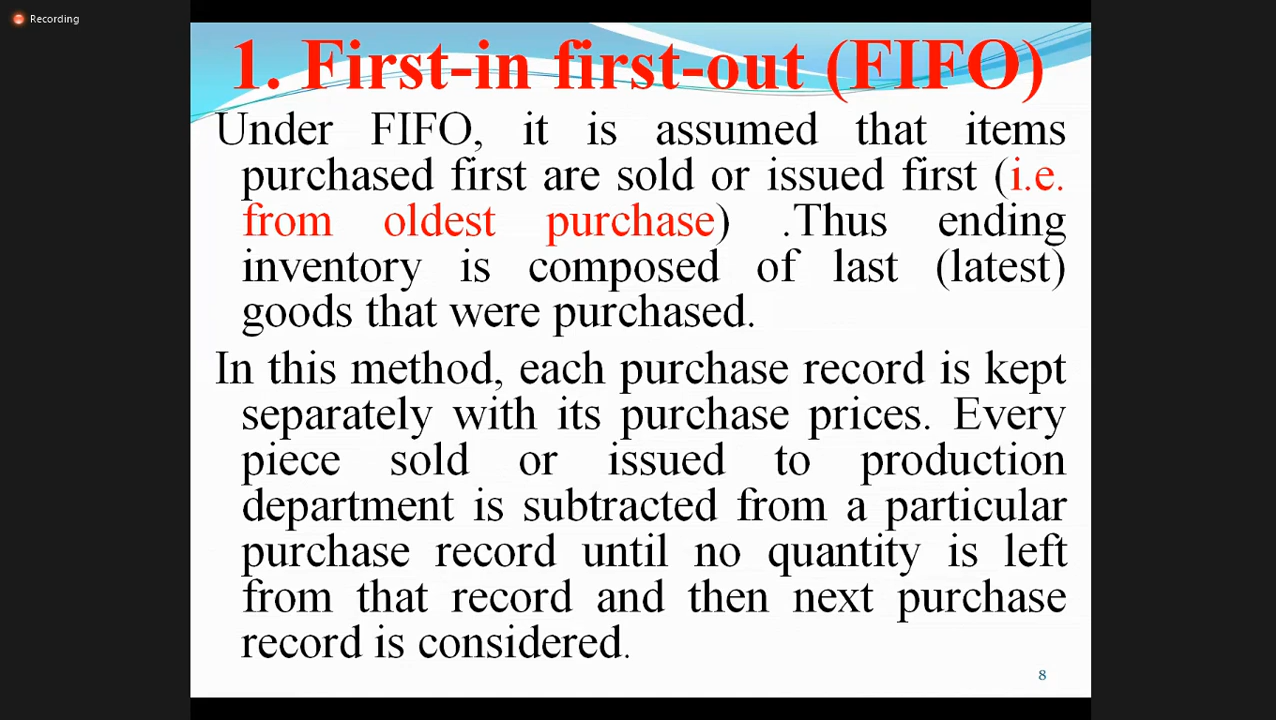 Recording
1. First-in first-out (FIFO)
Under FIFO, it is assumed that items
purchased first are sold or issued first (i.e.
from oldest purchase) .Thus ending
inventory is composed of last (latest)
goods that were purchased.
In this method, each purchase record is kept
separately with its purchase prices. Every
piece sold or issued to production
department is subtracted from a particular
purchase record until no quantity is left
from that record and then next purchase
record is considered.
8